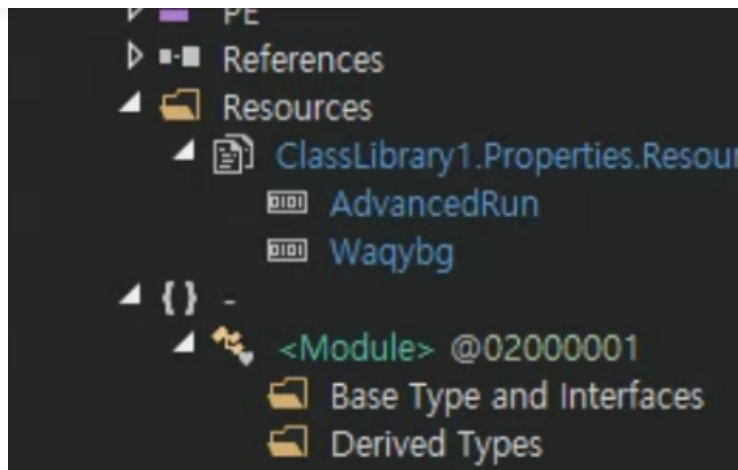 PE
References
Resources
ClassLibrary1.Properties.Resour
AdvancedRun
Waqybg
{ } -
<Module> @02000001
Base Type and Interfaces
Derived Types